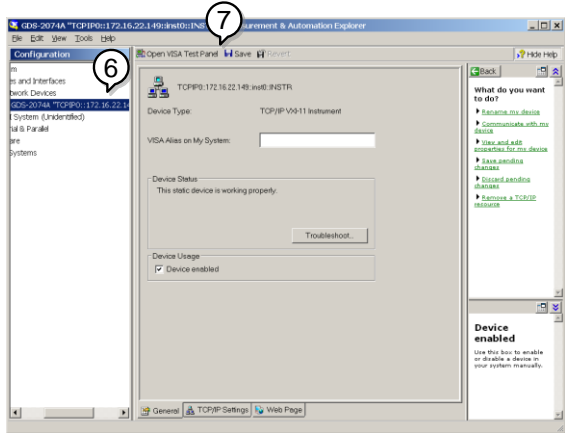 7
GDS-2074A "TCPIP0::172.16.22.149::inst0::INS urement & Automation Explorer
File Edit View Tools Help
Configuration
6
m
es and Interfaces
twork Devices
GDS-2074A "TCPIP0::172.16.22.14
l System (Unidentified)
rial & Parallel
are
Systems
Open VISA Test Panel Save Revert
TCPIP0::172.16.22.149::inst0::INSTR
Device Type: TCP/IP VXI-11 Instrument
VISA Alias on My System:
Device Status
This static device is working properly.
Troubleshoot...
Device Usage
Device enabled
General TCP/IP Settings Web Page
Hide Help
Back
What do you want
to do?
Rename my device
Communicate with my
device
View and edit
properties for my device
Save pending
changes
Discard pending
changes
Remove a TCP/IP
resource
Device
enabled
Use this box to enable
or disable a device in
your system manually.